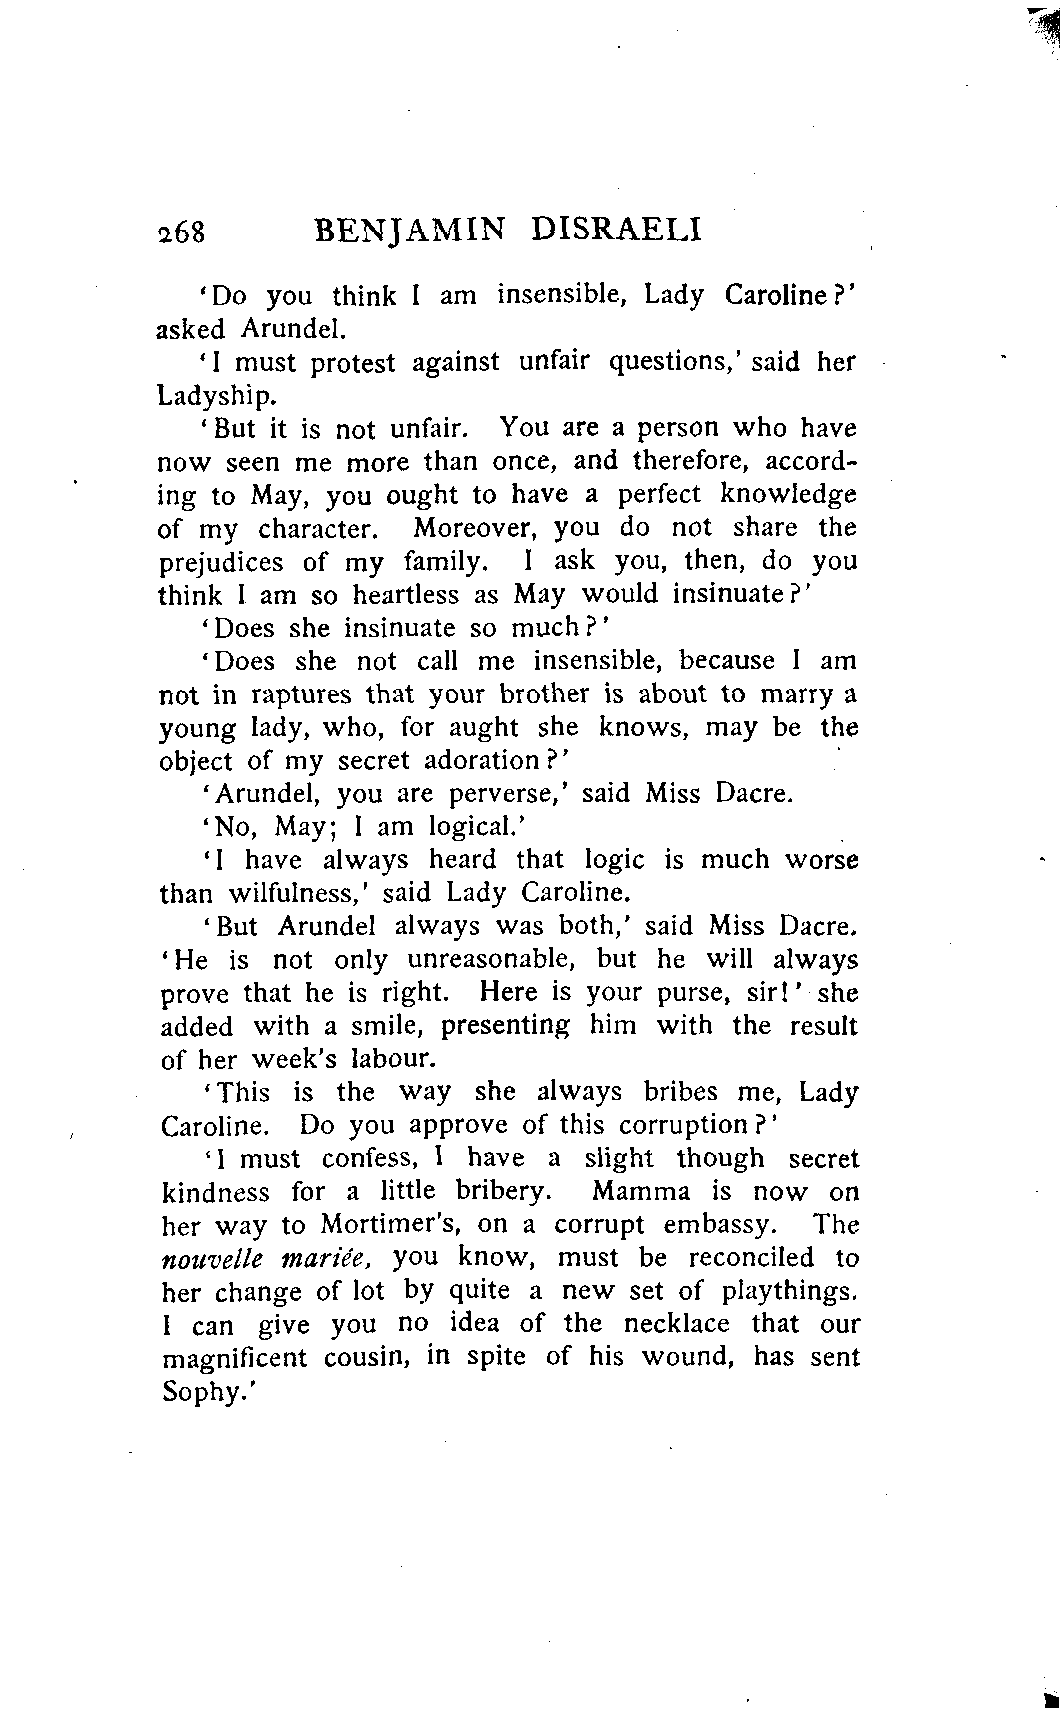 268 BENJAMIN DISRAELI
‘Do you think I am insensible, Lady Caroline?’
asked Arundel.
‘I must protest against unfair questions,’ said her
Ladyship.
‘But it is not unfair. You are a person who have
now seen me more than once, and therefore, accord-
ing to May, you ought to have a perfect knowledge
of my character. Moreover, you do not share the
prejudices of my family. I ask you, then, do you
think I am so heartless as May would insinuate?’
‘Does she insinuate so much?’
‘Does she not call me insensible, because I am
not in raptures that your brother is about to marry a
young lady, who, for aught she knows, may be the
object of my secret adoration?’
‘Arundel, you are perverse,’ said Miss Dacre.
‘No, May; I am logical.’
‘I have always heard that logic is much worse
than wilfulness,’ said Lady Caroline.
‘But Arundel always was both,’ said Miss Dacre.
‘He is not only unreasonable, but he will always
prove that he is right. Here is your purse, sir!’ she
added with a smile, presenting him with the result
of her week's labour.
‘This is the way she always bribes me, Lady
Caroline. Do you approve of this corruption?’
‘I must confess, I have a slight though secret
kindness for a little bribery. Mamma is now on
her way to Mortimer's, on a corrupt embassy. The
nouvelle mariée, you know, must be reconciled to
her change of lot by quite a new set of playthings.
I can give you no idea of the necklace that our
magnificent cousin, in spite of his wound, has sent
Sophy.’